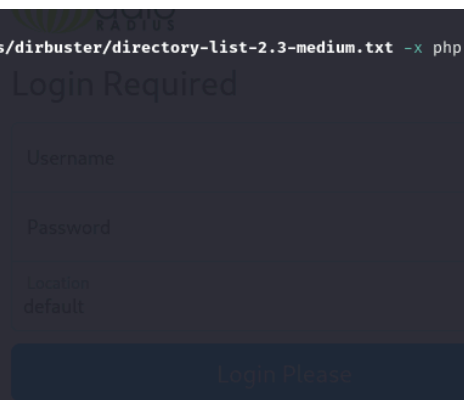 RADIUS
s/dirbuster/directory-list-2.3-medium.txt -x php
Login Required
Username
Password
Location
default
Login Please